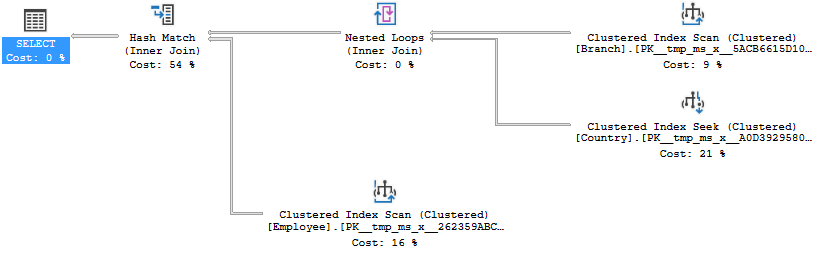 SELECT
Cost: 0 %
Hash Match
(Inner Join)
Cost: 54 %
Nested Loops
(Inner Join)
Cost: 0 %
Clustered Index Scan (Clustered)
[Branch].[PK__tmp_ms_x__5ACB6615D10…
Cost: 9 %
Clustered Index Seek (Clustered)
[Country].[PK__tmp_ms_x__A0D3929580…
Cost: 21 %
Clustered Index Scan (Clustered)
[Employee].[PK__tmp_ms_x__262359ABC…
Cost: 16 %